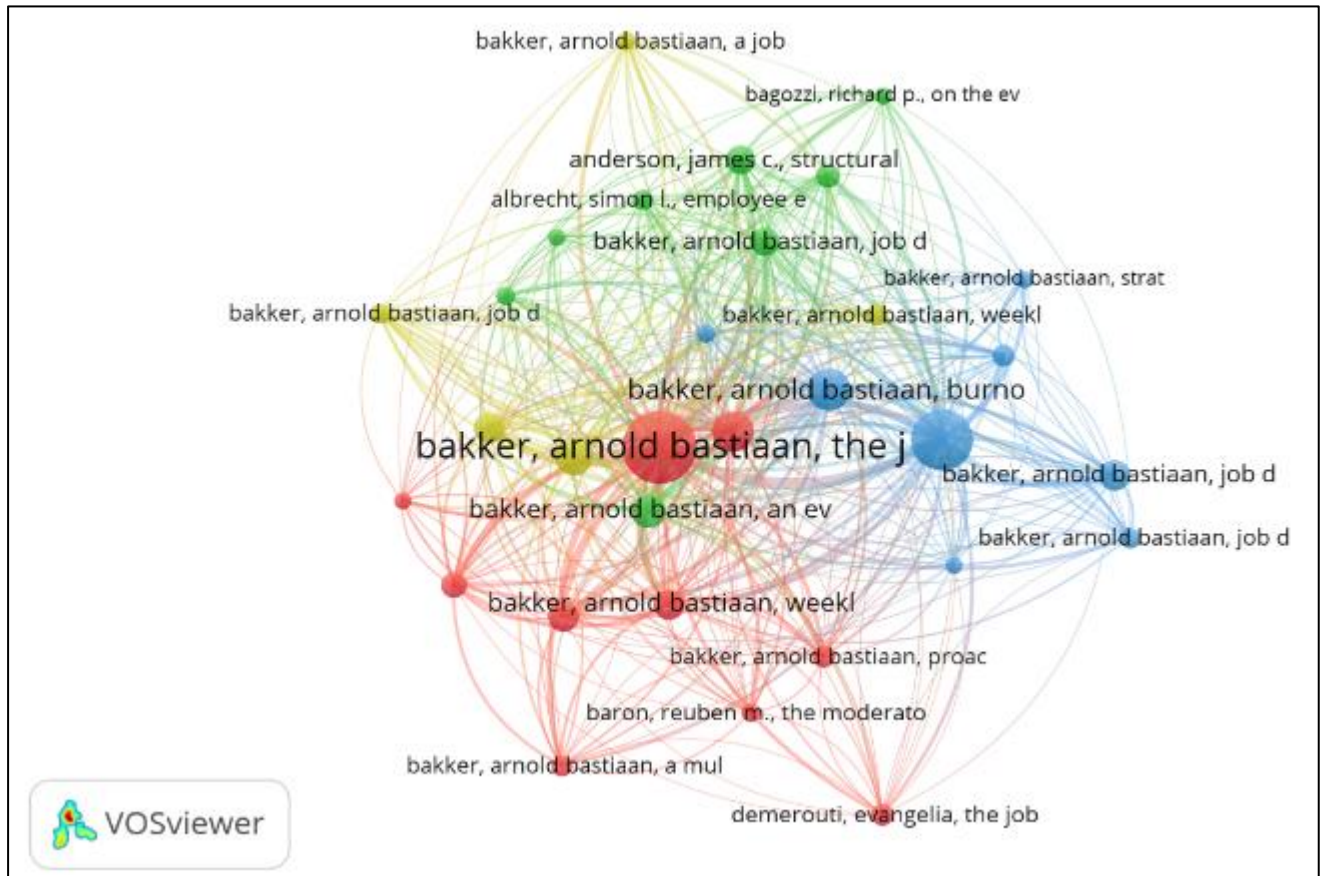 bakker, arnold bastiaan, a job
bagozzi, richard p., on the ev
anderson, james c., structural
albrecht, simon l., employee e
bakker, arnold bastiaan, job d
bakker, arnold bastiaan, strat
bakker, arnold bastiaan, job d
bakker, arnold bastiaan, weekl
bakker, arnold bastiaan, burno
bakker, arnold bastiaan, the j
bakker, arnold bastiaan, job d
bakker, arnold bastiaan, an ev
bakker, arnold bastiaan, job d
bakker, arnold bastiaan, weekl
bakker, arnold bastiaan, proac
baron, reuben m., the moderato
bakker, arnold bastiaan, a mul
demerouti, evangelia, the job
VOSviewer